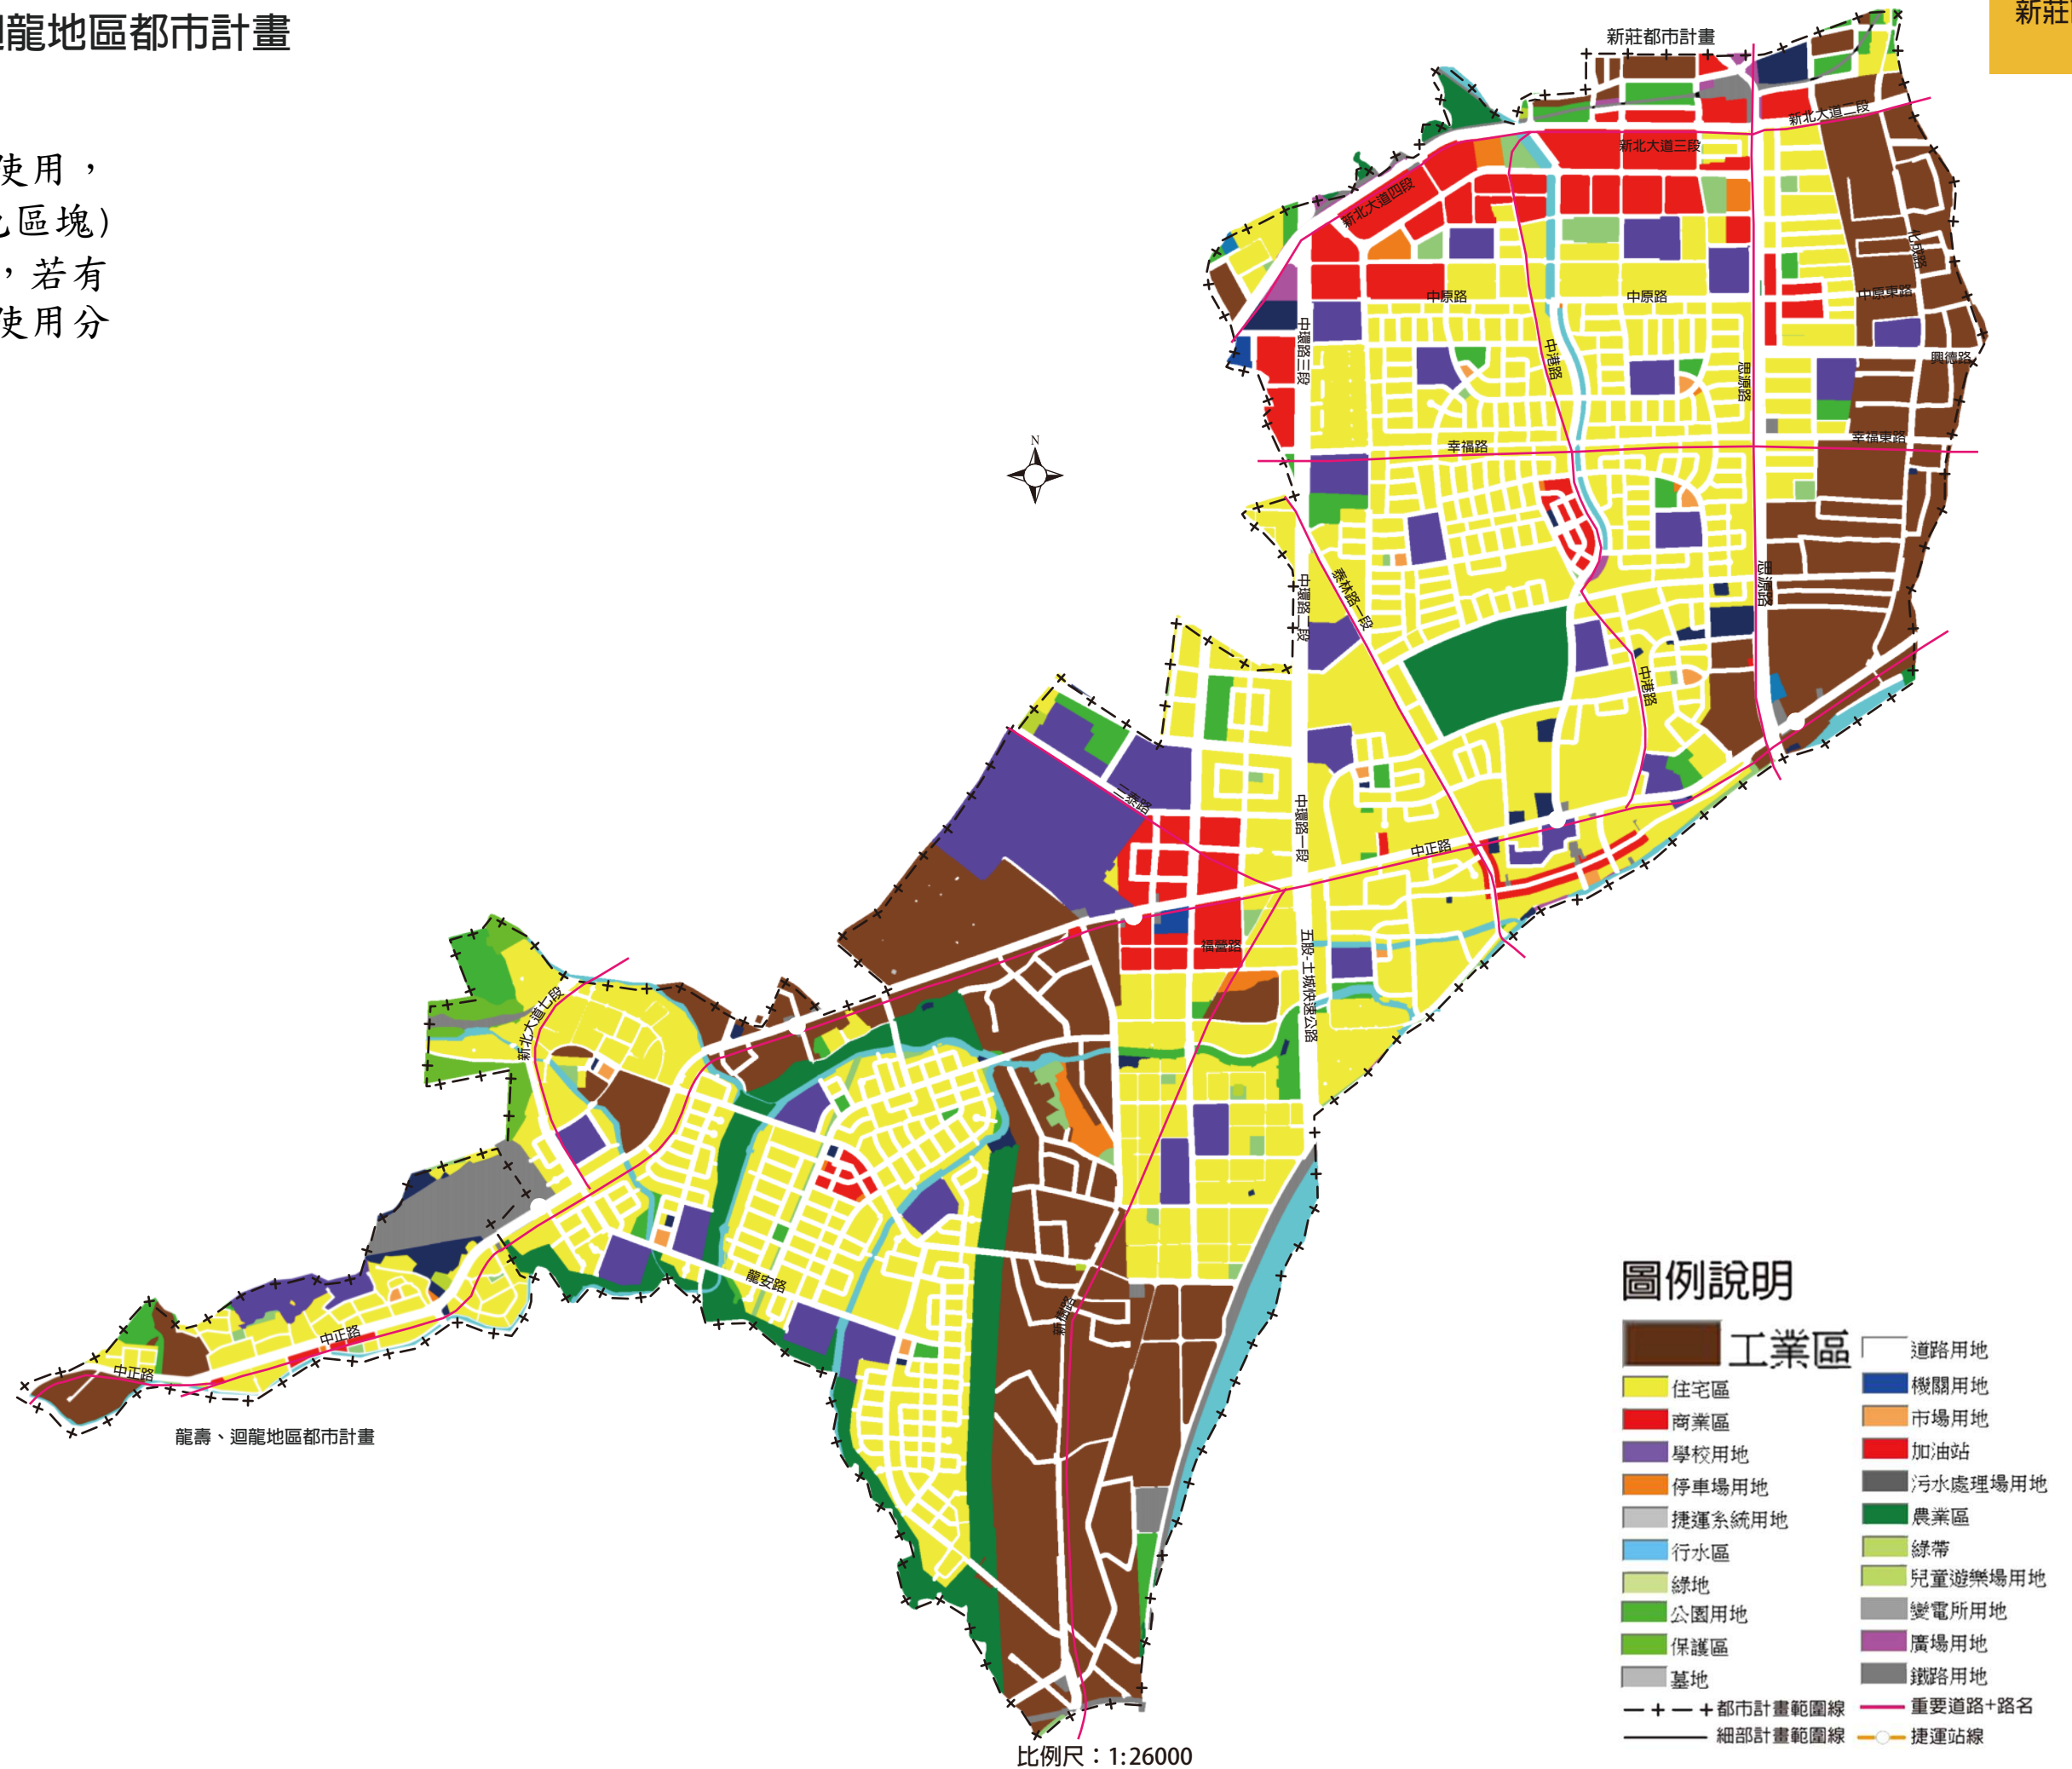 龍地區都市計畫
新莊
使用，
區塊)
，若有
使用分
新莊都市計畫
新北大道二段
新北大道三段
新北大道四段
化成路
中原路
中原路
中原東路
中環路三段
中港路
思源路
興德路
幸福路
幸福東路
N
中環路二段
泰林路一段
思源路
中港路
三泰路
中環路一段
中正路
福營路
五股-土城快速公路
新北大道七段
龍安路
新樹路
中正路
中正路
龍壽、迴龍地區都市計畫
比例尺：1:26000
圖例說明
工業區
住宅區
商業區
學校用地
停車場用地
捷運系統用地
行水區
綠地
公園用地
保護區
墓地
都市計畫範圍線
細部計畫範圍線
道路用地
機關用地
市場用地
加油站
污水處理場用地
農業區
綠帶
兒童遊樂場用地
變電所用地
廣場用地
鐵路用地
重要道路+路名
捷運站線